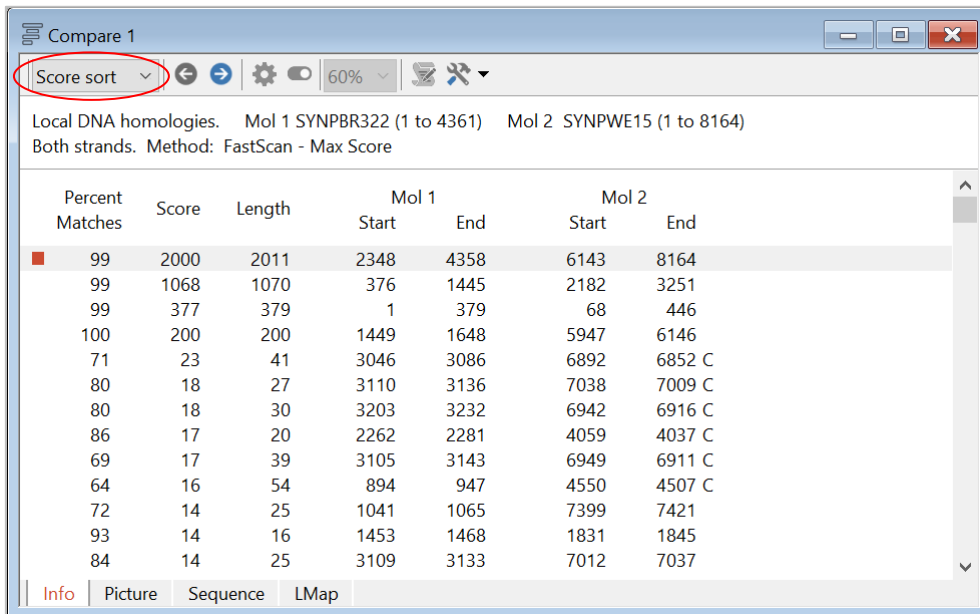 Compare 1
Score sort 60%
Local DNA homologies. Mol 1 SYNPBR322 (1 to 4361) Mol 2 SYNPWE15 (1 to 8164)
Both strands. Method: FastScan - Max Score
Percent Matches Score Length Mol 1 Start End Mol 2 Start End
99 2000 2011 2348 4358 6143 8164
99 1068 1070 376 1445 2182 3251
99 377 379 1 379 68 446
100 200 200 1449 1648 5947 6146
71 23 41 3046 3086 6892 6852 C
80 18 27 3110 3136 7038 7009 C
80 18 30 3203 3232 6942 6916 C
86 17 20 2262 2281 4059 4037 C
69 17 39 3105 3143 6949 6911 C
64 16 54 894 947 4550 4507 C
72 14 25 1041 1065 7399 7421
93 14 16 1453 1468 1831 1845
84 14 25 3109 3133 7012 7037
Info Picture Sequence LMap